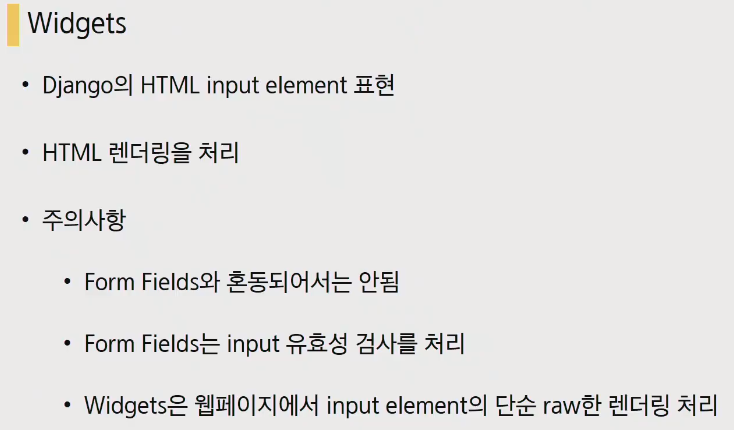 Widgets
• Django의 HTML input element 표현
• HTML 렌더링을 처리
• 주의사항
• Form Fields와 혼동되어서는 안됨
• Form Fields는 input 유효성 검사를 처리
• Widgets은 웹페이지에서 input element의 단순 raw한 렌더링 처리